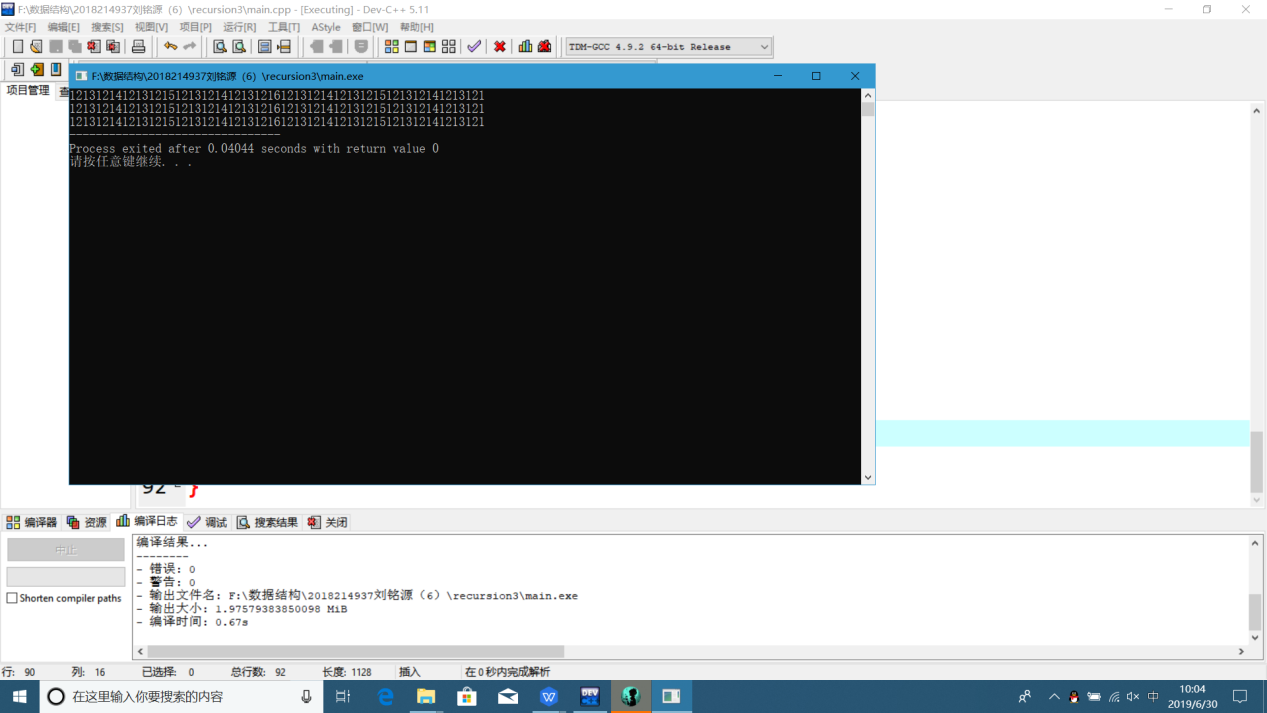 F:\数据结构\2018214937刘铭源（6）\recursion3\main.cpp - [Executing] - Dev-C++ 5.11
文件[F] 编辑[E] 搜索[S] 视图[V] 项目[P] 运行[R] 工具[T] AStyle 窗口[W] 帮助[H]
TDM-GCC 4.9.2 64-bit Release
项目管理 查
F:\数据结构\2018214937刘铭源（6）\recursion3\main.exe
121312141213121512131214121312161213121412131215121312141213121
121312141213121512131214121312161213121412131215121312141213121
121312141213121512131214121312161213121412131215121312141213121
--------------------------------
Process exited after 0.04044 seconds with return value 0
请按任意键继续. . .
92 }
编译器 资源 编译日志 调试 搜索结果 关闭
中止
Shorten compiler paths
编译结果...
--------
- 错误: 0
- 警告: 0
- 输出文件名: F:\数据结构\2018214937刘铭源（6）\recursion3\main.exe
- 输出大小: 1.97579383850098 MiB
- 编译时间: 0.67s
行: 90 列: 16 已选择: 0 总行数: 92 长度: 1128 插入 在 0 秒内完成解析
在这里输入你要搜索的内容
DEV
中
10:04
2019/6/30